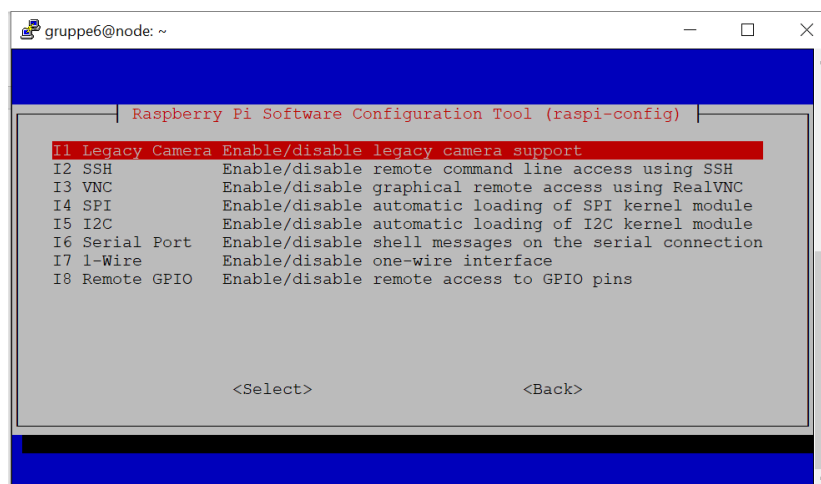 gruppe6@node: ~
Raspberry Pi Software Configuration Tool (raspi-config)
I1 Legacy Camera Enable/disable legacy camera support
I2 SSH Enable/disable remote command line access using SSH
I3 VNC Enable/disable graphical remote access using RealVNC
I4 SPI Enable/disable automatic loading of SPI kernel module
I5 I2C Enable/disable automatic loading of I2C kernel module
I6 Serial Port Enable/disable shell messages on the serial connection
I7 1-Wire Enable/disable one-wire interface
I8 Remote GPIO Enable/disable remote access to GPIO pins
<Select> <Back>